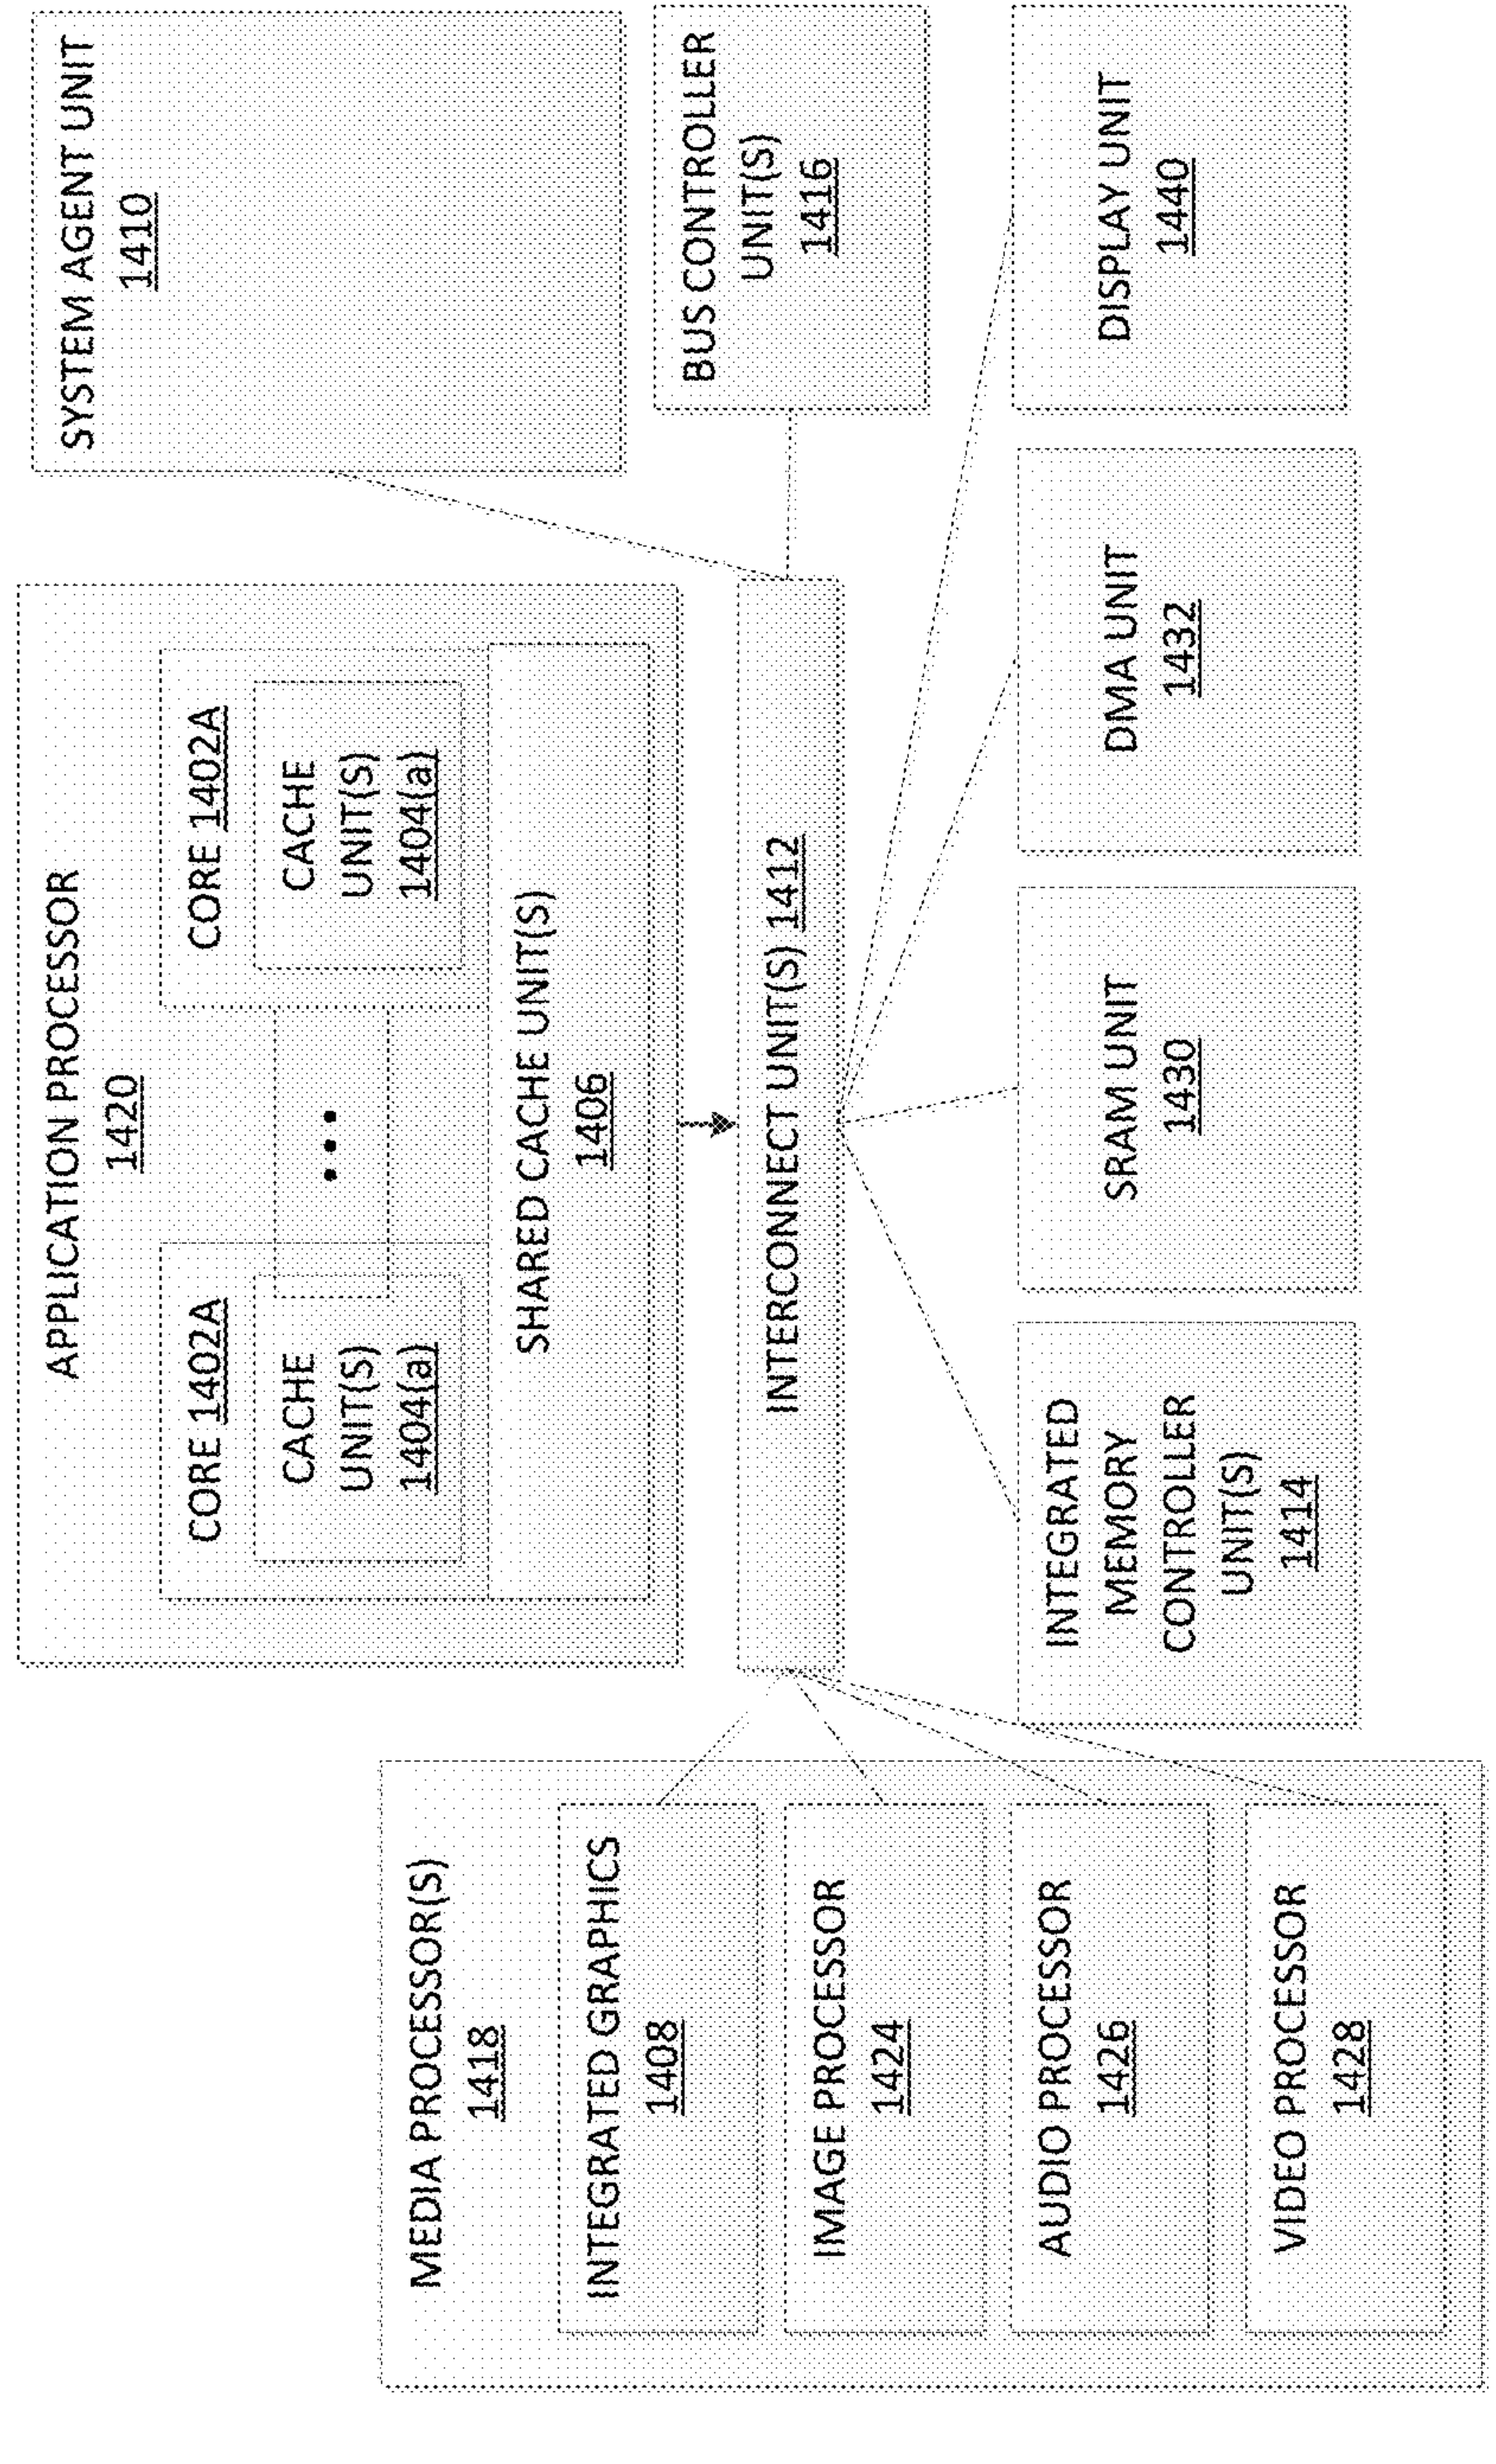 APPLICATION PROCESSOR
1420
CORE 1402A
CACHE
UNIT(S)
1404(a)
CORE 1402A
CACHE
UNIT(S)
1404(a)
SHARED CACHE UNIT(S)
1406
SYSTEM AGENT UNIT
1410
MEDIA PROCESSOR(S)
1418
INTEGRATED GRAPHICS
1408
IMAGE PROCESSOR
1424
AUDIO PROCESSOR
1426
VIDEO PROCESSOR
1428
INTERCONNECT UNIT(S) 1412
BUS CONTROLLER
UNIT(S)
1416
INTEGRATED
MEMORY
CONTROLLER
UNIT(S)
1414
SRAM UNIT
1430
DMA UNIT
1432
DISPLAY UNIT
1440